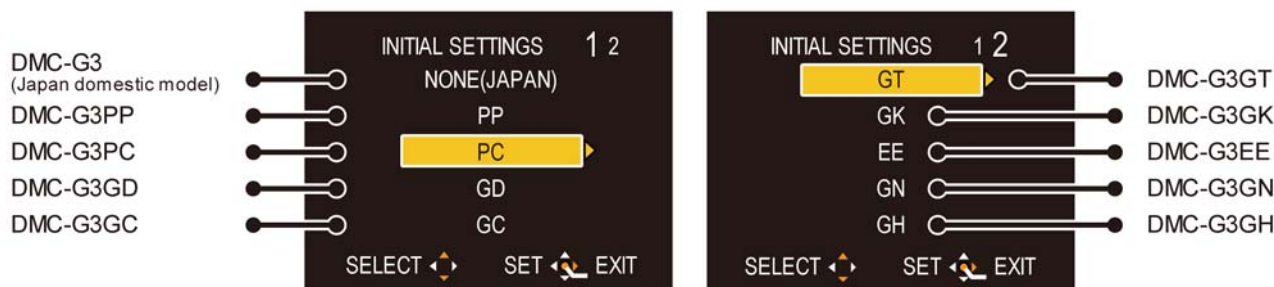 DMC-G3
(Japan domestic model)
DMC-G3PP
DMC-G3PC
DMC-G3GD
DMC-G3GC
INITIAL SETTINGS 1 2
NONE(JAPAN)
PP
PC
GD
GC
SELECT SET EXIT
INITIAL SETTINGS 1 2
GT
GK
EE
GN
GH
SELECT SET EXIT
DMC-G3GT
DMC-G3GK
DMC-G3EE
DMC-G3GN
DMC-G3GH